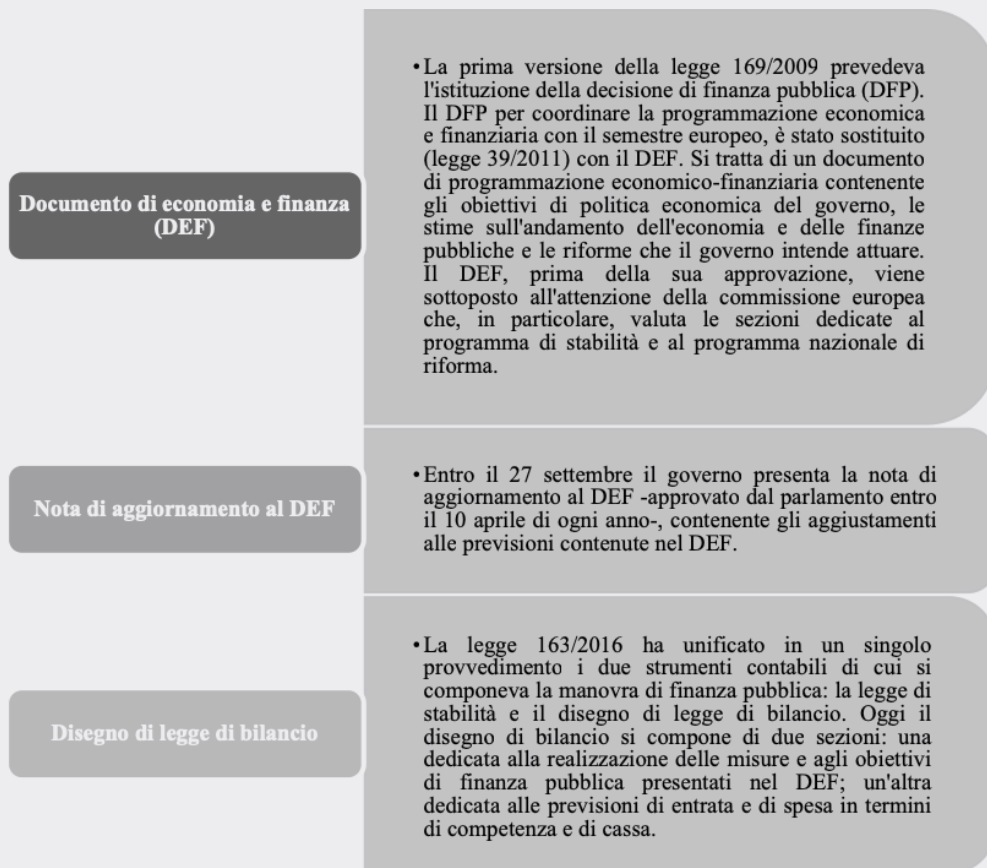 Documento di economia e finanza
(DEF)
•La prima versione della legge 169/2009 prevedeva
l'istituzione della decisione di finanza pubblica (DFP).
Il DFP per coordinare la programmazione economica
e finanziaria con il semestre europeo, è stato sostituito
(legge 39/2011) con il DEF. Si tratta di un documento
di programmazione economico-finanziaria contenente
gli obiettivi di politica economica del governo, le
stime sull'andamento dell'economia e delle finanze
pubbliche e le riforme che il governo intende attuare.
Il DEF, prima della sua approvazione, viene
sottoposto all'attenzione della commissione europea
che, in particolare, valuta le sezioni dedicate al
programma di stabilità e al programma nazionale di
riforma.
Nota di aggiornamento al DEF
•Entro il 27 settembre il governo presenta la nota di
aggiornamento al DEF -approvato dal parlamento entro
il 10 aprile di ogni anno-, contenente gli aggiustamenti
alle previsioni contenute nel DEF.
Disegno di legge di bilancio
•La legge 163/2016 ha unificato in un singolo
provvedimento i due strumenti contabili di cui si
componeva la manovra di finanza pubblica: la legge di
stabilità e il disegno di legge di bilancio. Oggi il
disegno di bilancio si compone di due sezioni: una
dedicata alla realizzazione delle misure e agli obiettivi
di finanza pubblica presentati nel DEF; un'altra
dedicata alle previsioni di entrata e di spesa in termini
di competenza e di cassa.